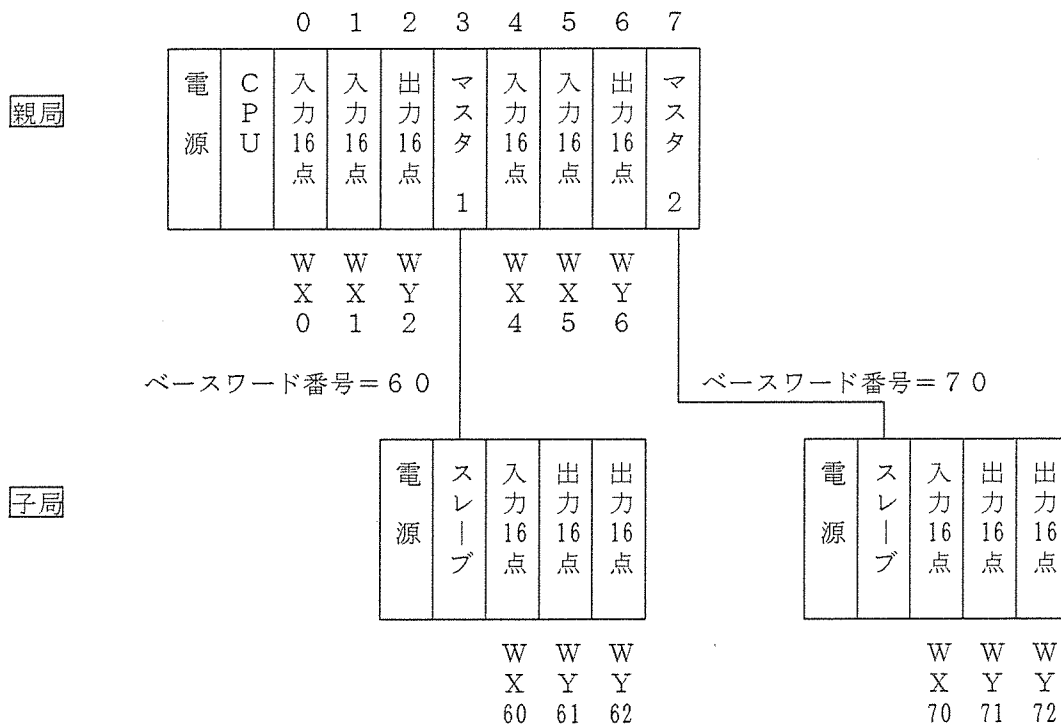 0 1 2 3 4 5 6 7
親局
電源
CPU
入力16点
入力16点
出力16点
マスタ 1
入力16点
入力16点
出力16点
マスタ 2
WX0
WX1
WY2
WX4
WX5
WY6
ベースワード番号=60
ベースワード番号=70
子局
電源
スレーブ
入力16点
出力16点
出力16点
電源
スレーブ
入力16点
出力16点
出力16点
WX60
WY61
WY62
WX70
WY71
WY72